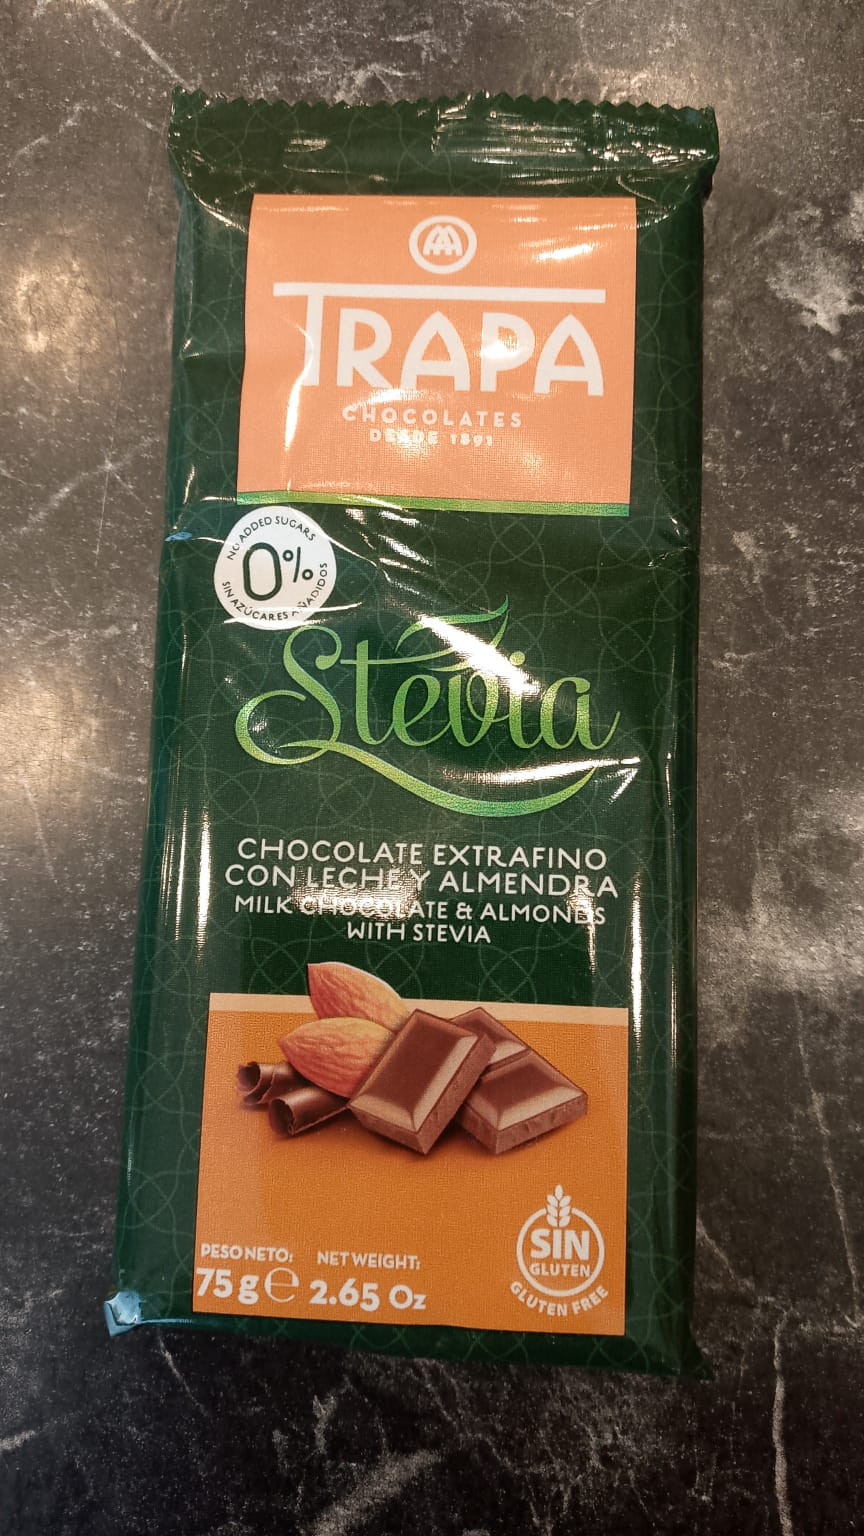 TRAPA
CHOCOLATES
DESDE 1891
NO ADDED SUGARS
0%
SIN AZÚCARES AÑADIDOS
Stevia
CHOCOLATE EXTRAFINO
CON LECHE Y ALMENDRA
MILK CHOCOLATE & ALMONDS
WITH STEVIA
PESO NETO: NET WEIGHT:
75 g e 2.65 Oz
SIN
GLUTEN
GLUTEN FREE